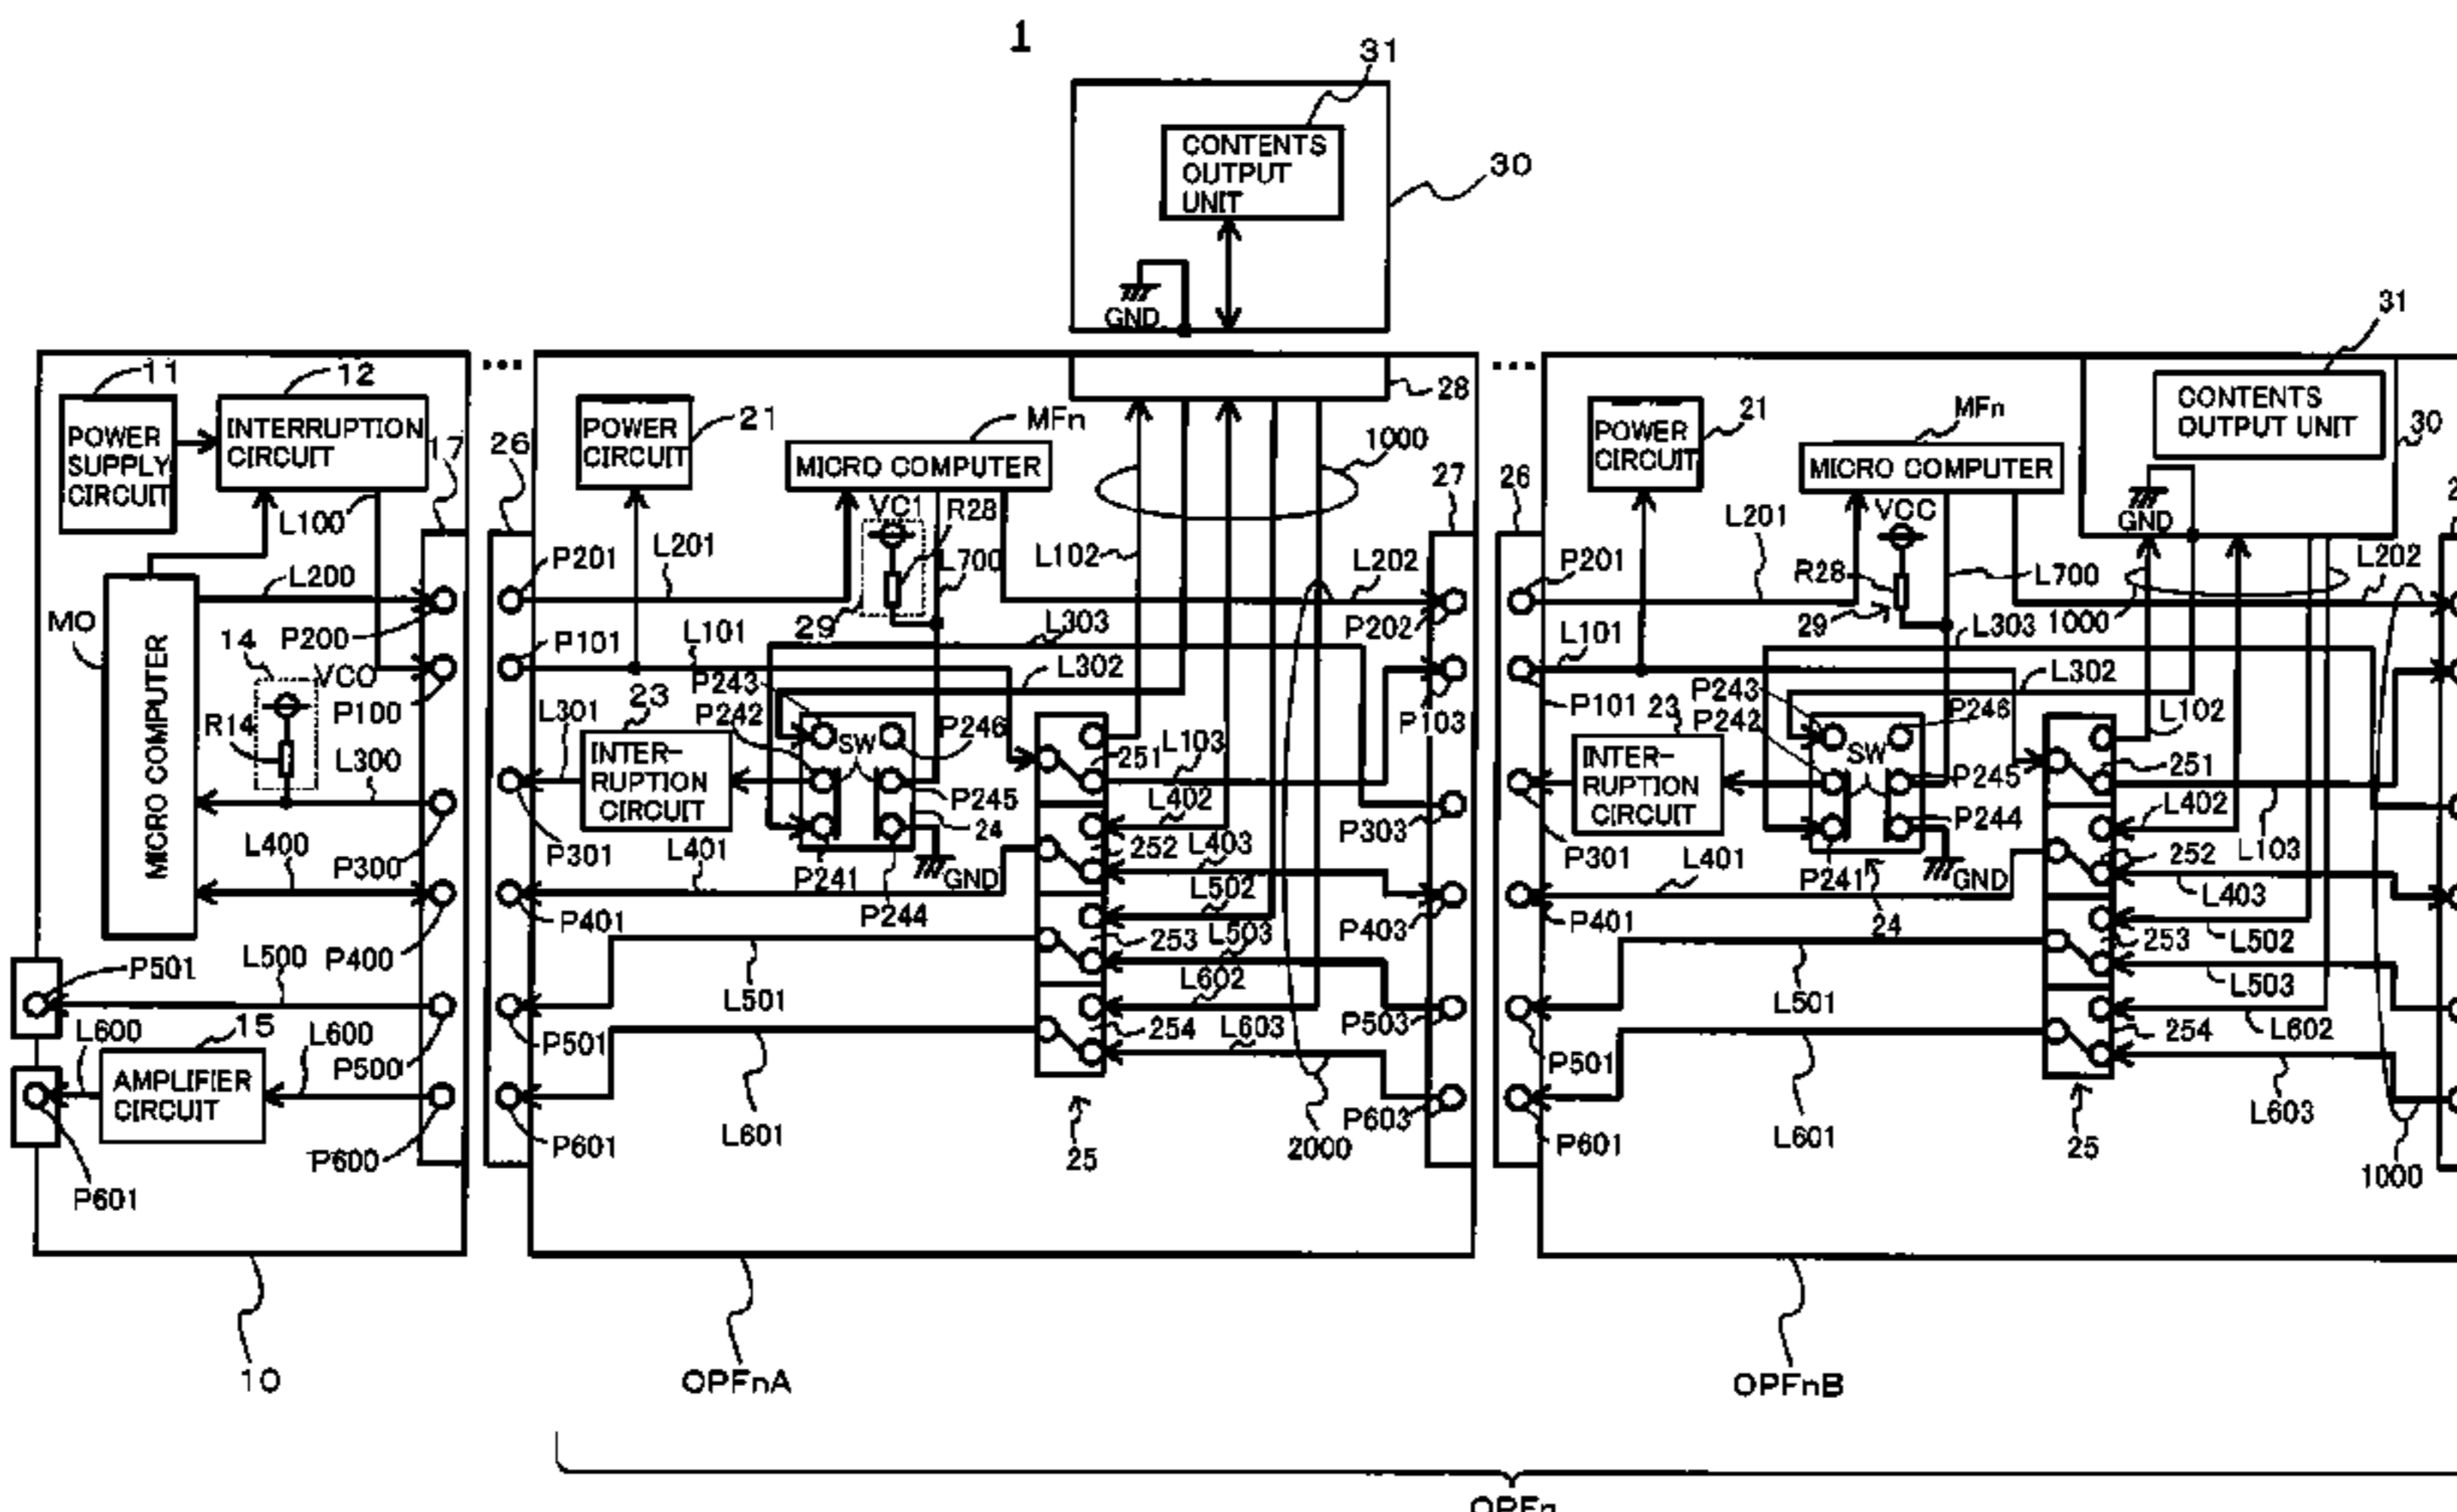 1
31
CONTENTS
OUTPUT
UNIT
30
GND
11
12
POWER
SUPPLY
CIRCUIT
INTERRUPTION
CIRCUIT
17
L100
MO
MICRO COMPUTER
L200
P200
14
VCO
P100
R14
L300
P300
L400
P400
P501
L500
L600
15
L600
P500
AMPLIFIER
CIRCUIT
P600
P601
10
...
26
POWER
CIRCUIT
21
MFn
MICRO COMPUTER
28
1000
27
VC1
R28
P201
L201
L700
L102
L202
29
P202
P101
L101
L303
P243
L302
L301
23
P242
P246
P103
INTER-
RUPTION
CIRCUIT
SW
251
L103
P245
L402
24
P303
P301
L401
252
L403
GND
P241
L502
P401
P244
253
L503
P403
L602
L501
P501
254
L603
P503
P601
L601
25
2000
P603
OPFnA
...
26
POWER
CIRCUIT
21
MFn
MICRO COMPUTER
31
CONTENTS
OUTPUT UNIT
30
GND
VCC
P201
L201
R28
L700
L202
29
L303
1000
L101
P243
L302
P101
23
P242
P246
L102
INTER-
RUPTION
CIRCUIT
SW
251
P245
L402
P244
P301
L401
252
L103
GND
P241
L403
P401
24
253
L502
L501
L503
P501
254
L602
P601
L601
25
L603
1000
OPFnB